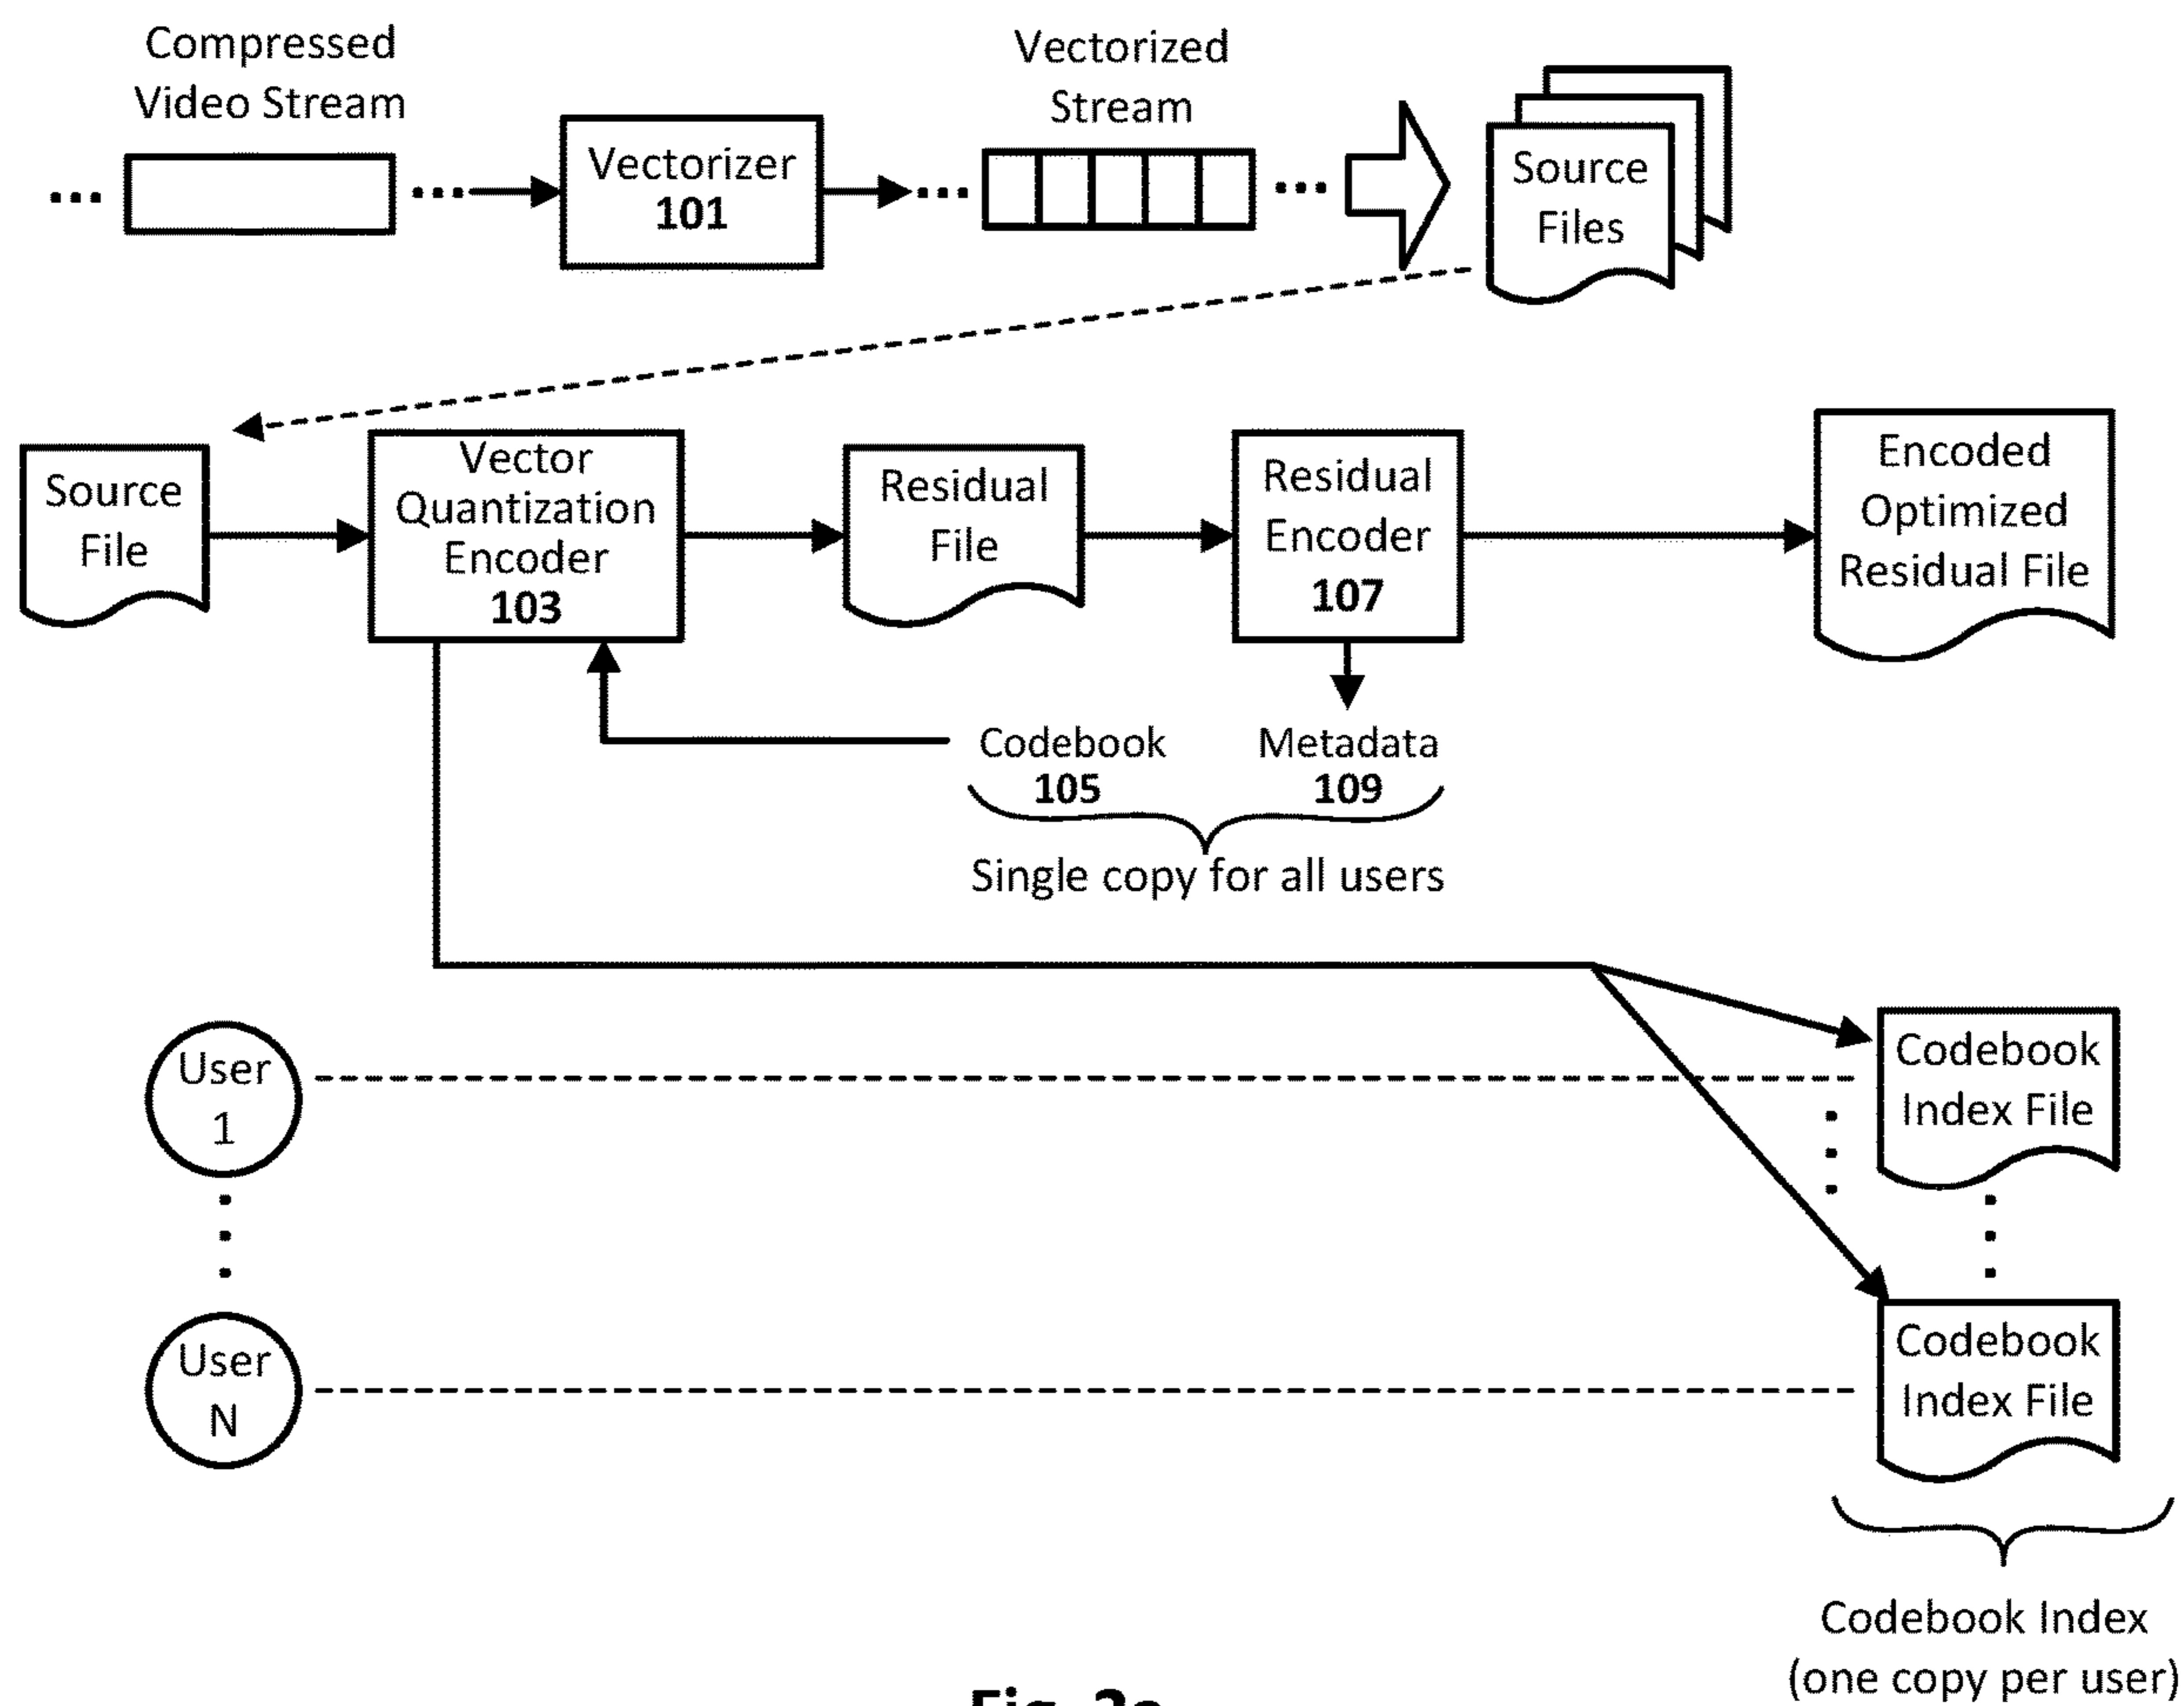 Compressed
Video Stream
Vectorizer
101
Vectorized
Stream
Source
Files
Source
File
Vector
Quantization
Encoder
103
Residual
File
Residual
Encoder
107
Encoded
Optimized
Residual File
Codebook
105
Metadata
109
Single copy for all users
User
1
Codebook
Index File
User
N
Codebook
Index File
Codebook Index
(one copy per user)